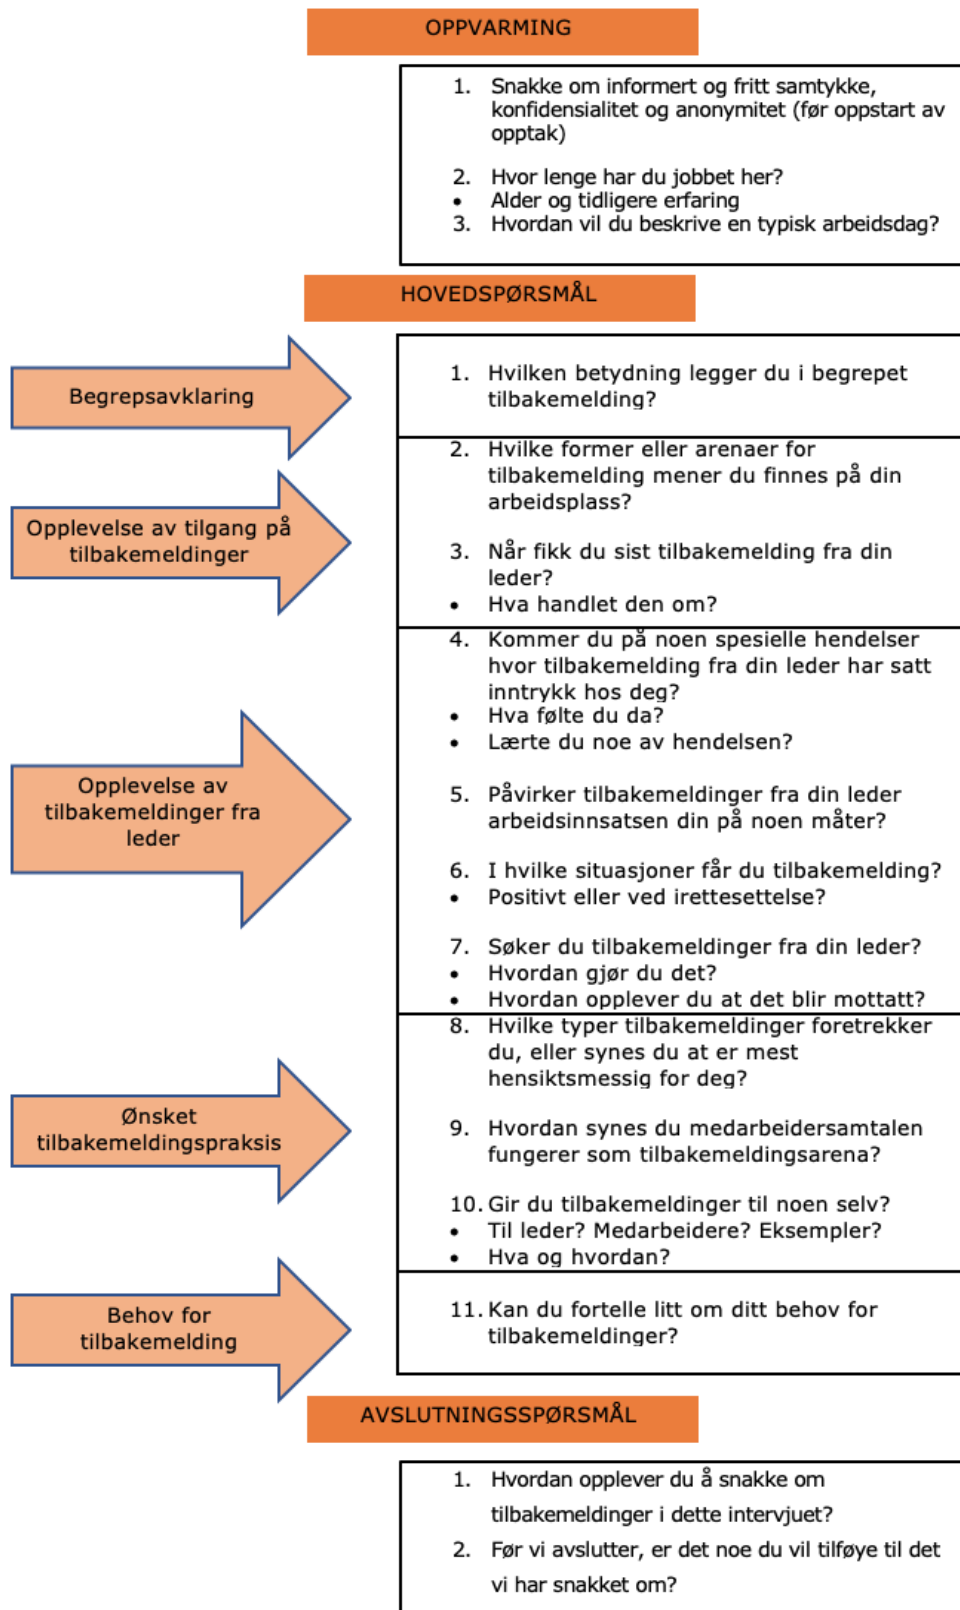 OPPVARMING
1. Snakke om informert og fritt samtykke,
konfidensialitet og anonymitet (før oppstart av
opptak)
2. Hvor lenge har du jobbet her?
• Alder og tidligere erfaring
3. Hvordan vil du beskrive en typisk arbeidsdag?
HOVEDSPØRSMÅL
Begrepsavklaring
1. Hvilken betydning legger du i begrepet
tilbakemelding?
Opplevelse av tilgang på
tilbakemeldinger
2. Hvilke former eller arenaer for
tilbakemelding mener du finnes på din
arbeidsplass?
3. Når fikk du sist tilbakemelding fra din
leder?
• Hva handlet den om?
Opplevelse av
tilbakemeldinger fra
leder
4. Kommer du på noen spesielle hendelser
hvor tilbakemelding fra din leder har satt
inntrykk hos deg?
• Hva følte du da?
• Lærte du noe av hendelsen?
5. Påvirker tilbakemeldinger fra din leder
arbeidsinnsatsen din på noen måter?
6. I hvilke situasjoner får du tilbakemelding?
• Positivt eller ved irettesettelse?
7. Søker du tilbakemeldinger fra din leder?
• Hvordan gjør du det?
• Hvordan opplever du at det blir mottatt?
Ønsket
tilbakemeldingspraksis
8. Hvilke typer tilbakemeldinger foretrekker
du, eller synes du at er mest
hensiktsmessig for deg?
9. Hvordan synes du medarbeidersamtalen
fungerer som tilbakemeldingsarena?
10. Gir du tilbakemeldinger til noen selv?
• Til leder? Medarbeidere? Eksempler?
• Hva og hvordan?
Behov for
tilbakemelding
11. Kan du fortelle litt om ditt behov for
tilbakemeldinger?
AVSLUTNINGSSPØRSMÅL
1. Hvordan opplever du å snakke om
tilbakemeldinger i dette intervjuet?
2. Før vi avslutter, er det noe du vil tilføye til det
vi har snakket om?